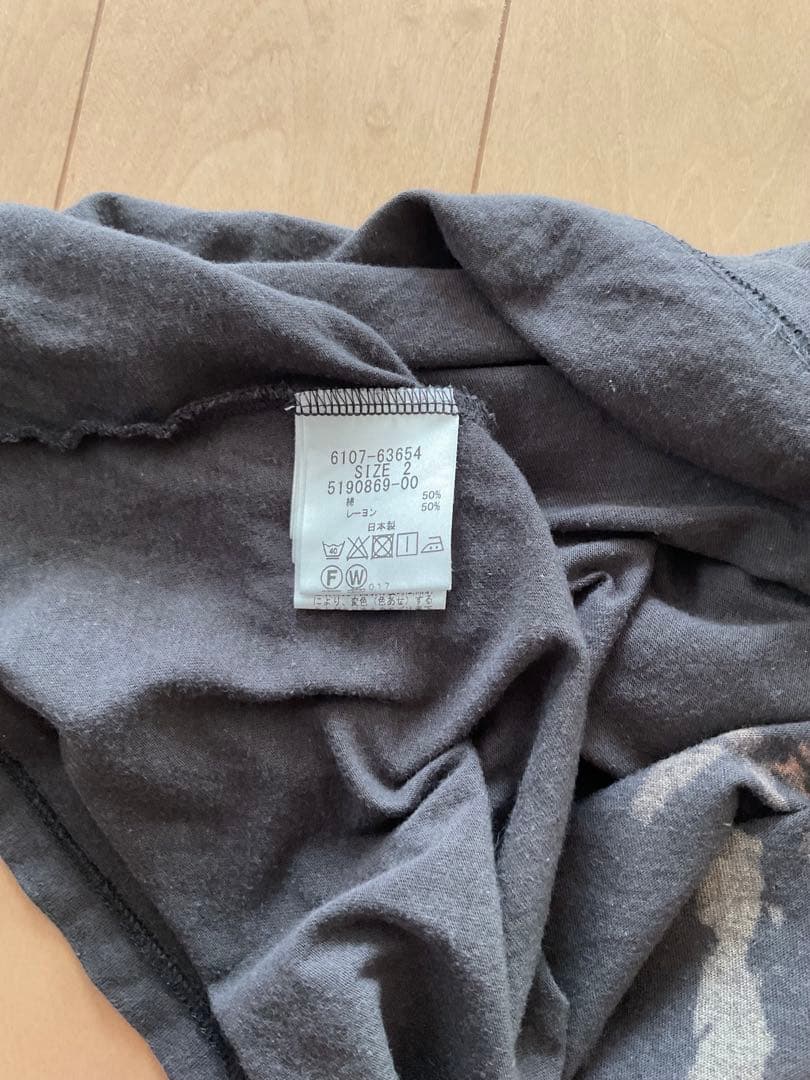 6107-63654
SIZE 2
5190869-00
綿 50%
レーヨン 50%
日本製
40
F W
017
により、変色(色あせ)する